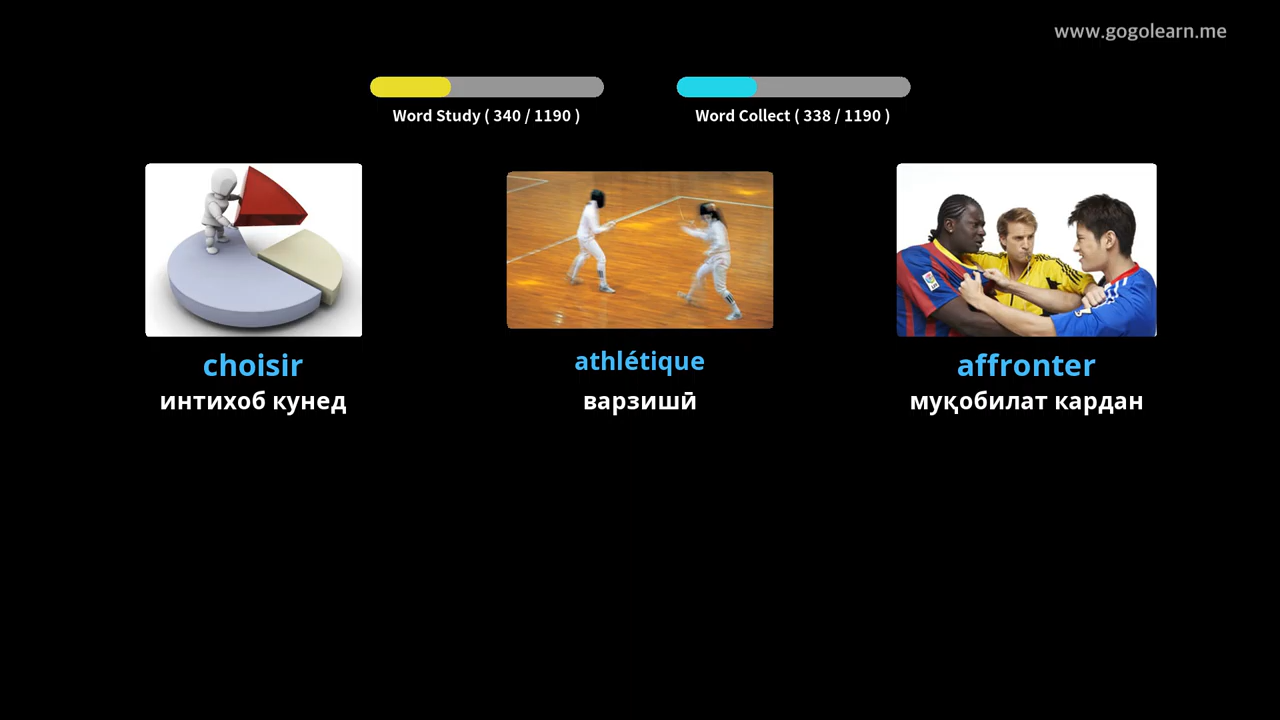 www.gogolearn.me
Word Study ( 340 / 1190 )
Word Collect ( 338 / 1190 )
choisir
athlétique
affronter
интихоб кунед
варзишӣ
муқобилат кардан